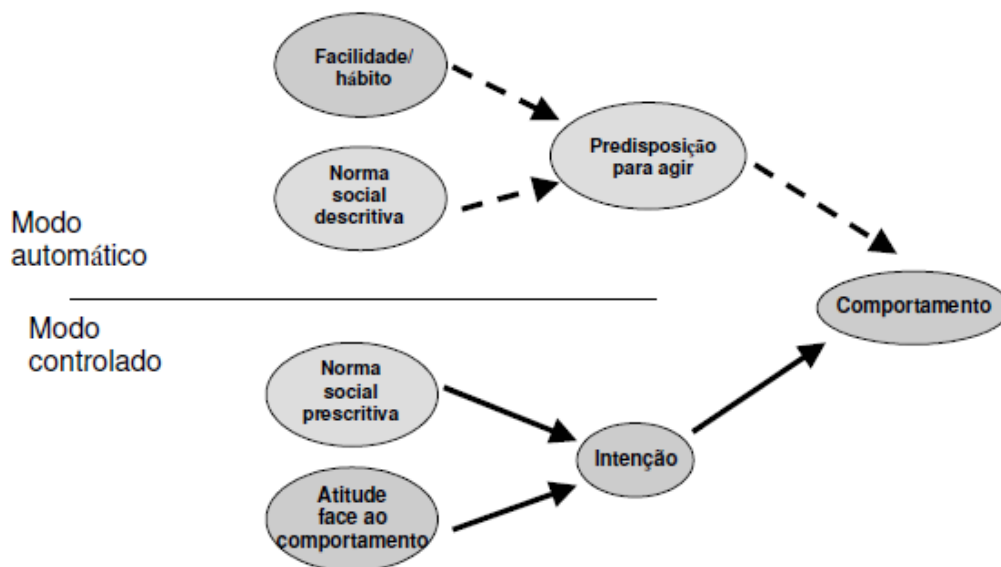 Facilidade/
hábito
Predisposição
para agir
Norma
social
descritiva
Modo
automático
Comportamento
Modo
controlado
Norma
social
prescritiva
Intenção
Atitude
face ao
comportamento